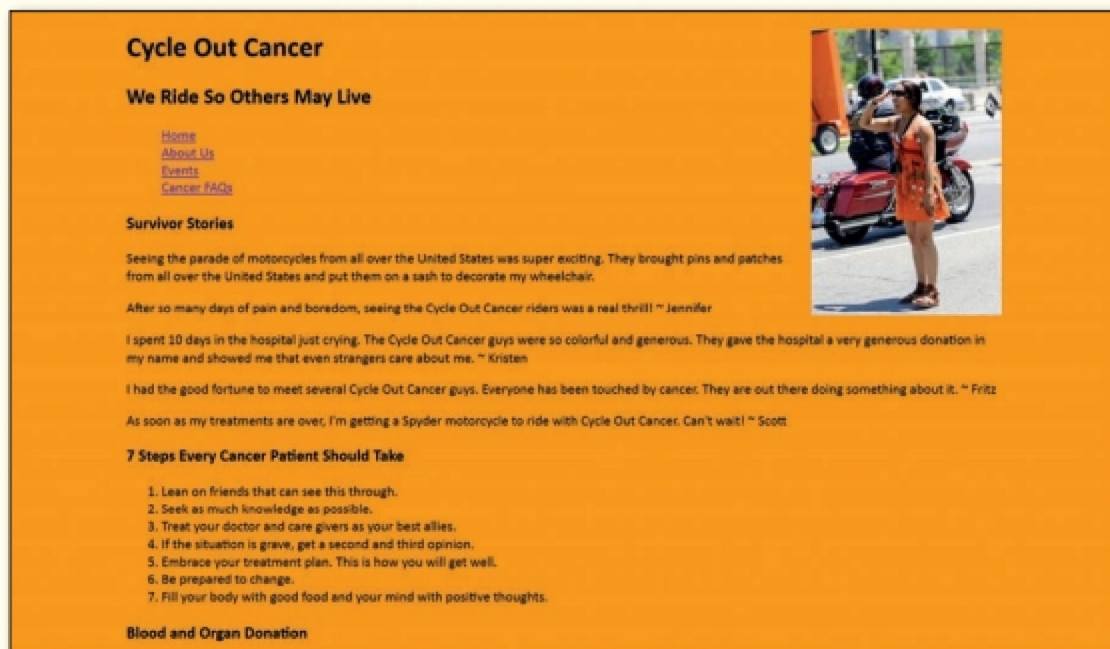 Cycle Out Cancer
We Ride So Others May Live
Home
About Us
Events
Cancer FAQs
Survivor Stories
Seeing the parade of motorcycles from all over the United States was super exciting. They brought pins and patches
from all over the United States and put them on a sash to decorate my wheelchair.
After so many days of pain and boredom, seeing the Cycle Out Cancer riders was a real thrill! ~ Jennifer
I spent 10 days in the hospital just crying. The Cycle Out Cancer guys were so colorful and generous. They gave the hospital a very generous donation in
my name and showed me that even strangers care about me. ~ Kristen
I had the good fortune to meet several Cycle Out Cancer guys. Everyone has been touched by cancer. They are out there doing something about it. ~ Fritz
As soon as my treatments are over, I'm getting a Spyder motorcycle to ride with Cycle Out Cancer. Can't wait! ~ Scott
7 Steps Every Cancer Patient Should Take
1. Lean on friends that can see this through.
2. Seek as much knowledge as possible.
3. Treat your doctor and care givers as your best allies.
4. If the situation is grave, get a second and third opinion.
5. Embrace your treatment plan. This is how you will get well.
6. Be prepared to change.
7. Fill your body with good food and your mind with positive thoughts.
Blood and Organ Donation